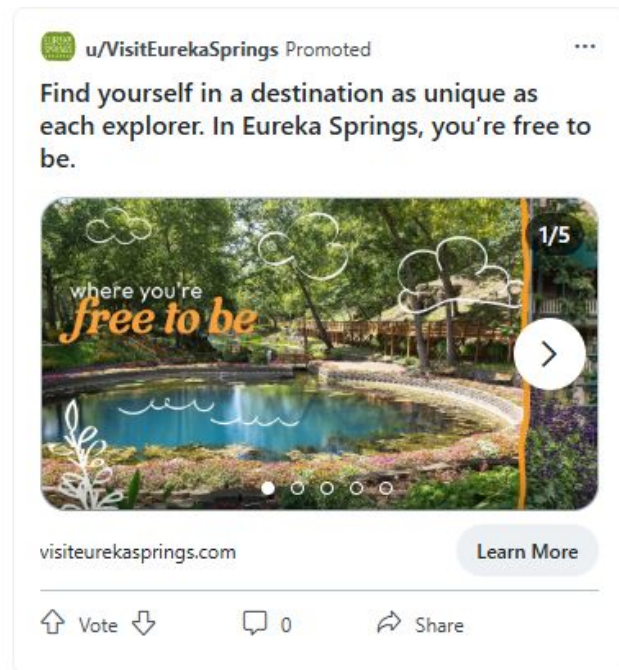 u/VisitEurekaSprings Promoted
Find yourself in a destination as unique as
each explorer. In Eureka Springs, you’re free to
be.
1/5
where you're
free to be
visiteurekasprings.com
Learn More
Vote
0
Share